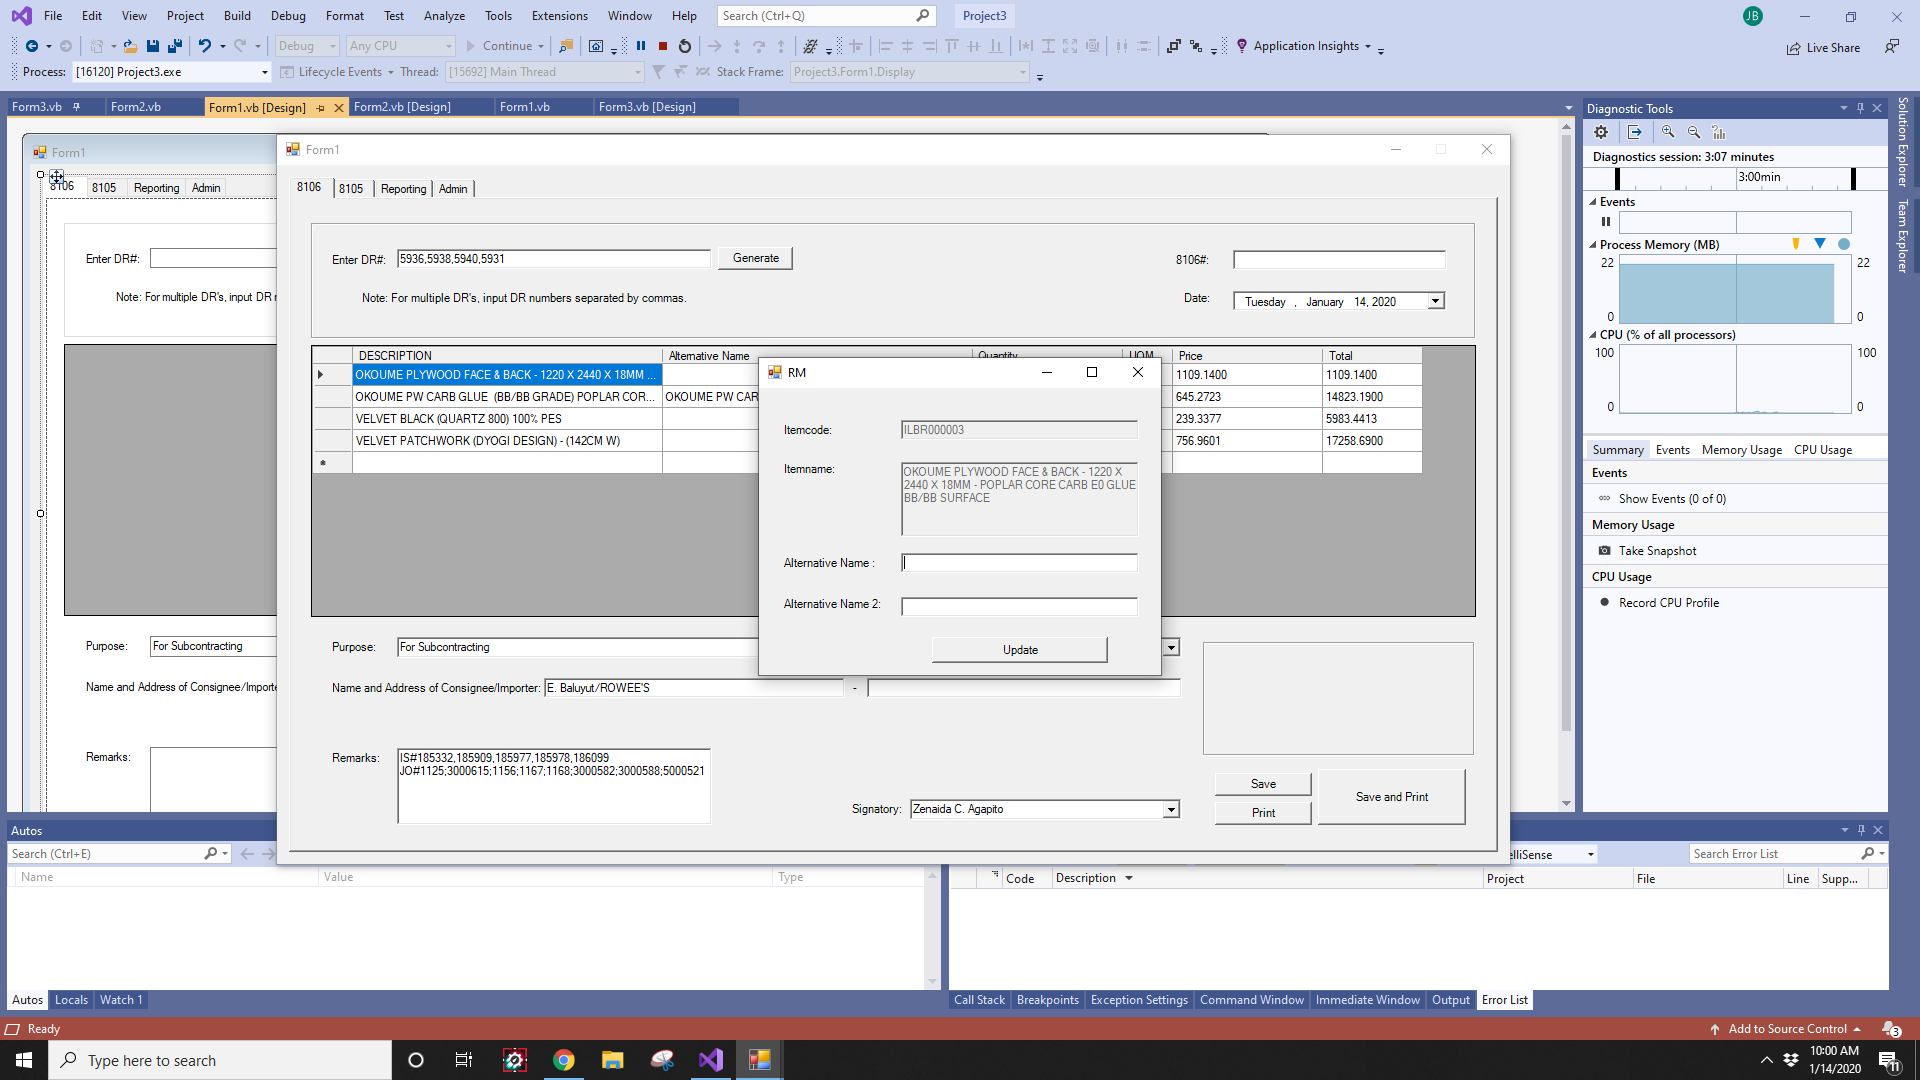 File Edit View Project Build Debug Format Test Analyze Tools Extensions Window Help Search (Ctrl+Q) Project3 JB
Debug Any CPU Continue Application Insights Live Share
Process: [16120] Project3.exe Lifecycle Events Thread: [15692] Main Thread Stack Frame: Project3.Form1.Display
Form3.vb Form2.vb Form1.vb [Design] Form2.vb [Design] Form1.vb Form3.vb [Design]
Form1
8106 8105 Reporting Admin
Enter DR#:
Note: For multiple DR's, input DR n
Purpose: For Subcontracting
Name and Address of Consignee/Importe
Remarks:
Form1
8106 8105 Reporting Admin
Enter DR#: 5936,5938,5940,5931 Generate 8106#:
Note: For multiple DR's, input DR numbers separated by commas. Date: Tuesday , January 14, 2020
DESCRIPTION Alternative Name Quantity UOM Price Total
OKOUME PLYWOOD FACE & BACK - 1220 X 2440 X 18MM ... 1109.1400 1109.1400
OKOUME PW CARB GLUE (BB/BB GRADE) POPLAR COR... OKOUME PW CAR 645.2723 14823.1900
VELVET BLACK (QUARTZ 800) 100% PES 239.3377 5983.4413
VELVET PATCHWORK (DYOGI DESIGN) - (142CM W) 756.9601 17258.6900
RM
Itemcode: ILBR000003
Itemname: OKOUME PLYWOOD FACE & BACK - 1220 X
2440 X 18MM - POPLAR CORE CARB E0 GLUE
BB/BB SURFACE
Alternative Name :
Alternative Name 2:
Update
Purpose: For Subcontracting
Name and Address of Consignee/Importer: E. Baluyut/ROWEE'S -
Remarks: IS#185332,185909,185977,185978,186099
JO#1125;3000615;1156;1167;1168;3000582;3000588;5000521
Signatory: Zenaida C. Agapito
Save
Print
Save and Print
Diagnostic Tools
Diagnostics session: 3:07 minutes
3:00min
Events
Process Memory (MB)
22 22
0 0
CPU (% of all processors)
100 100
0 0
Summary Events Memory Usage CPU Usage
Events
Show Events (0 of 0)
Memory Usage
Take Snapshot
CPU Usage
Record CPU Profile
Solution Explorer
Team Explorer
Autos
Search (Ctrl+E)
Name Value Type
Autos Locals Watch 1
elliSense Search Error List
Code Description Project File Line Supp...
Call Stack Breakpoints Exception Settings Command Window Immediate Window Output Error List
Ready Add to Source Control 3
Type here to search 10:00 AM
1/14/2020 11